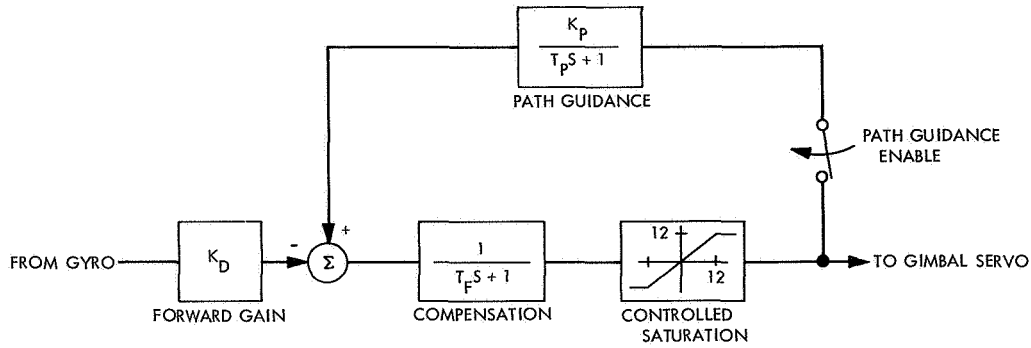 K_P
T_P S + 1
PATH GUIDANCE
PATH GUIDANCE
ENABLE
+
-
FROM GYRO
K_D
Σ
1
T_F S + 1
12
12
TO GIMBAL SERVO
FORWARD GAIN
COMPENSATION
CONTROLLED
SATURATION